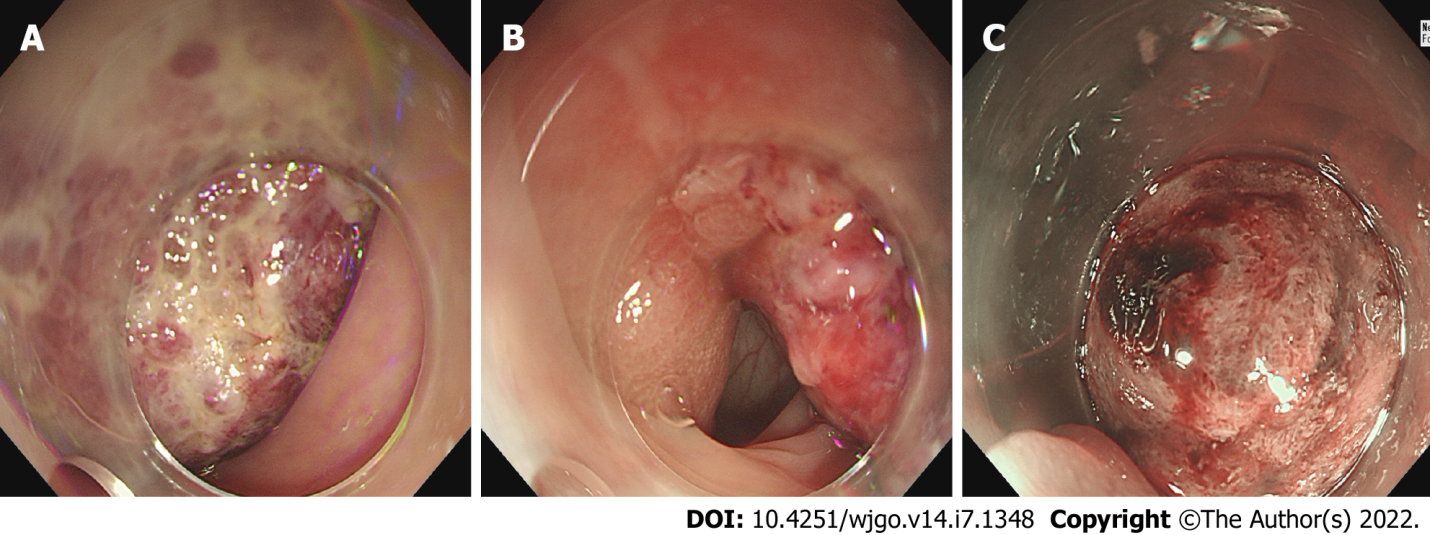 A
B
C
DOI: 10.4251/wjgo.v14.i7.1348 Copyright ©The Author(s) 2022.